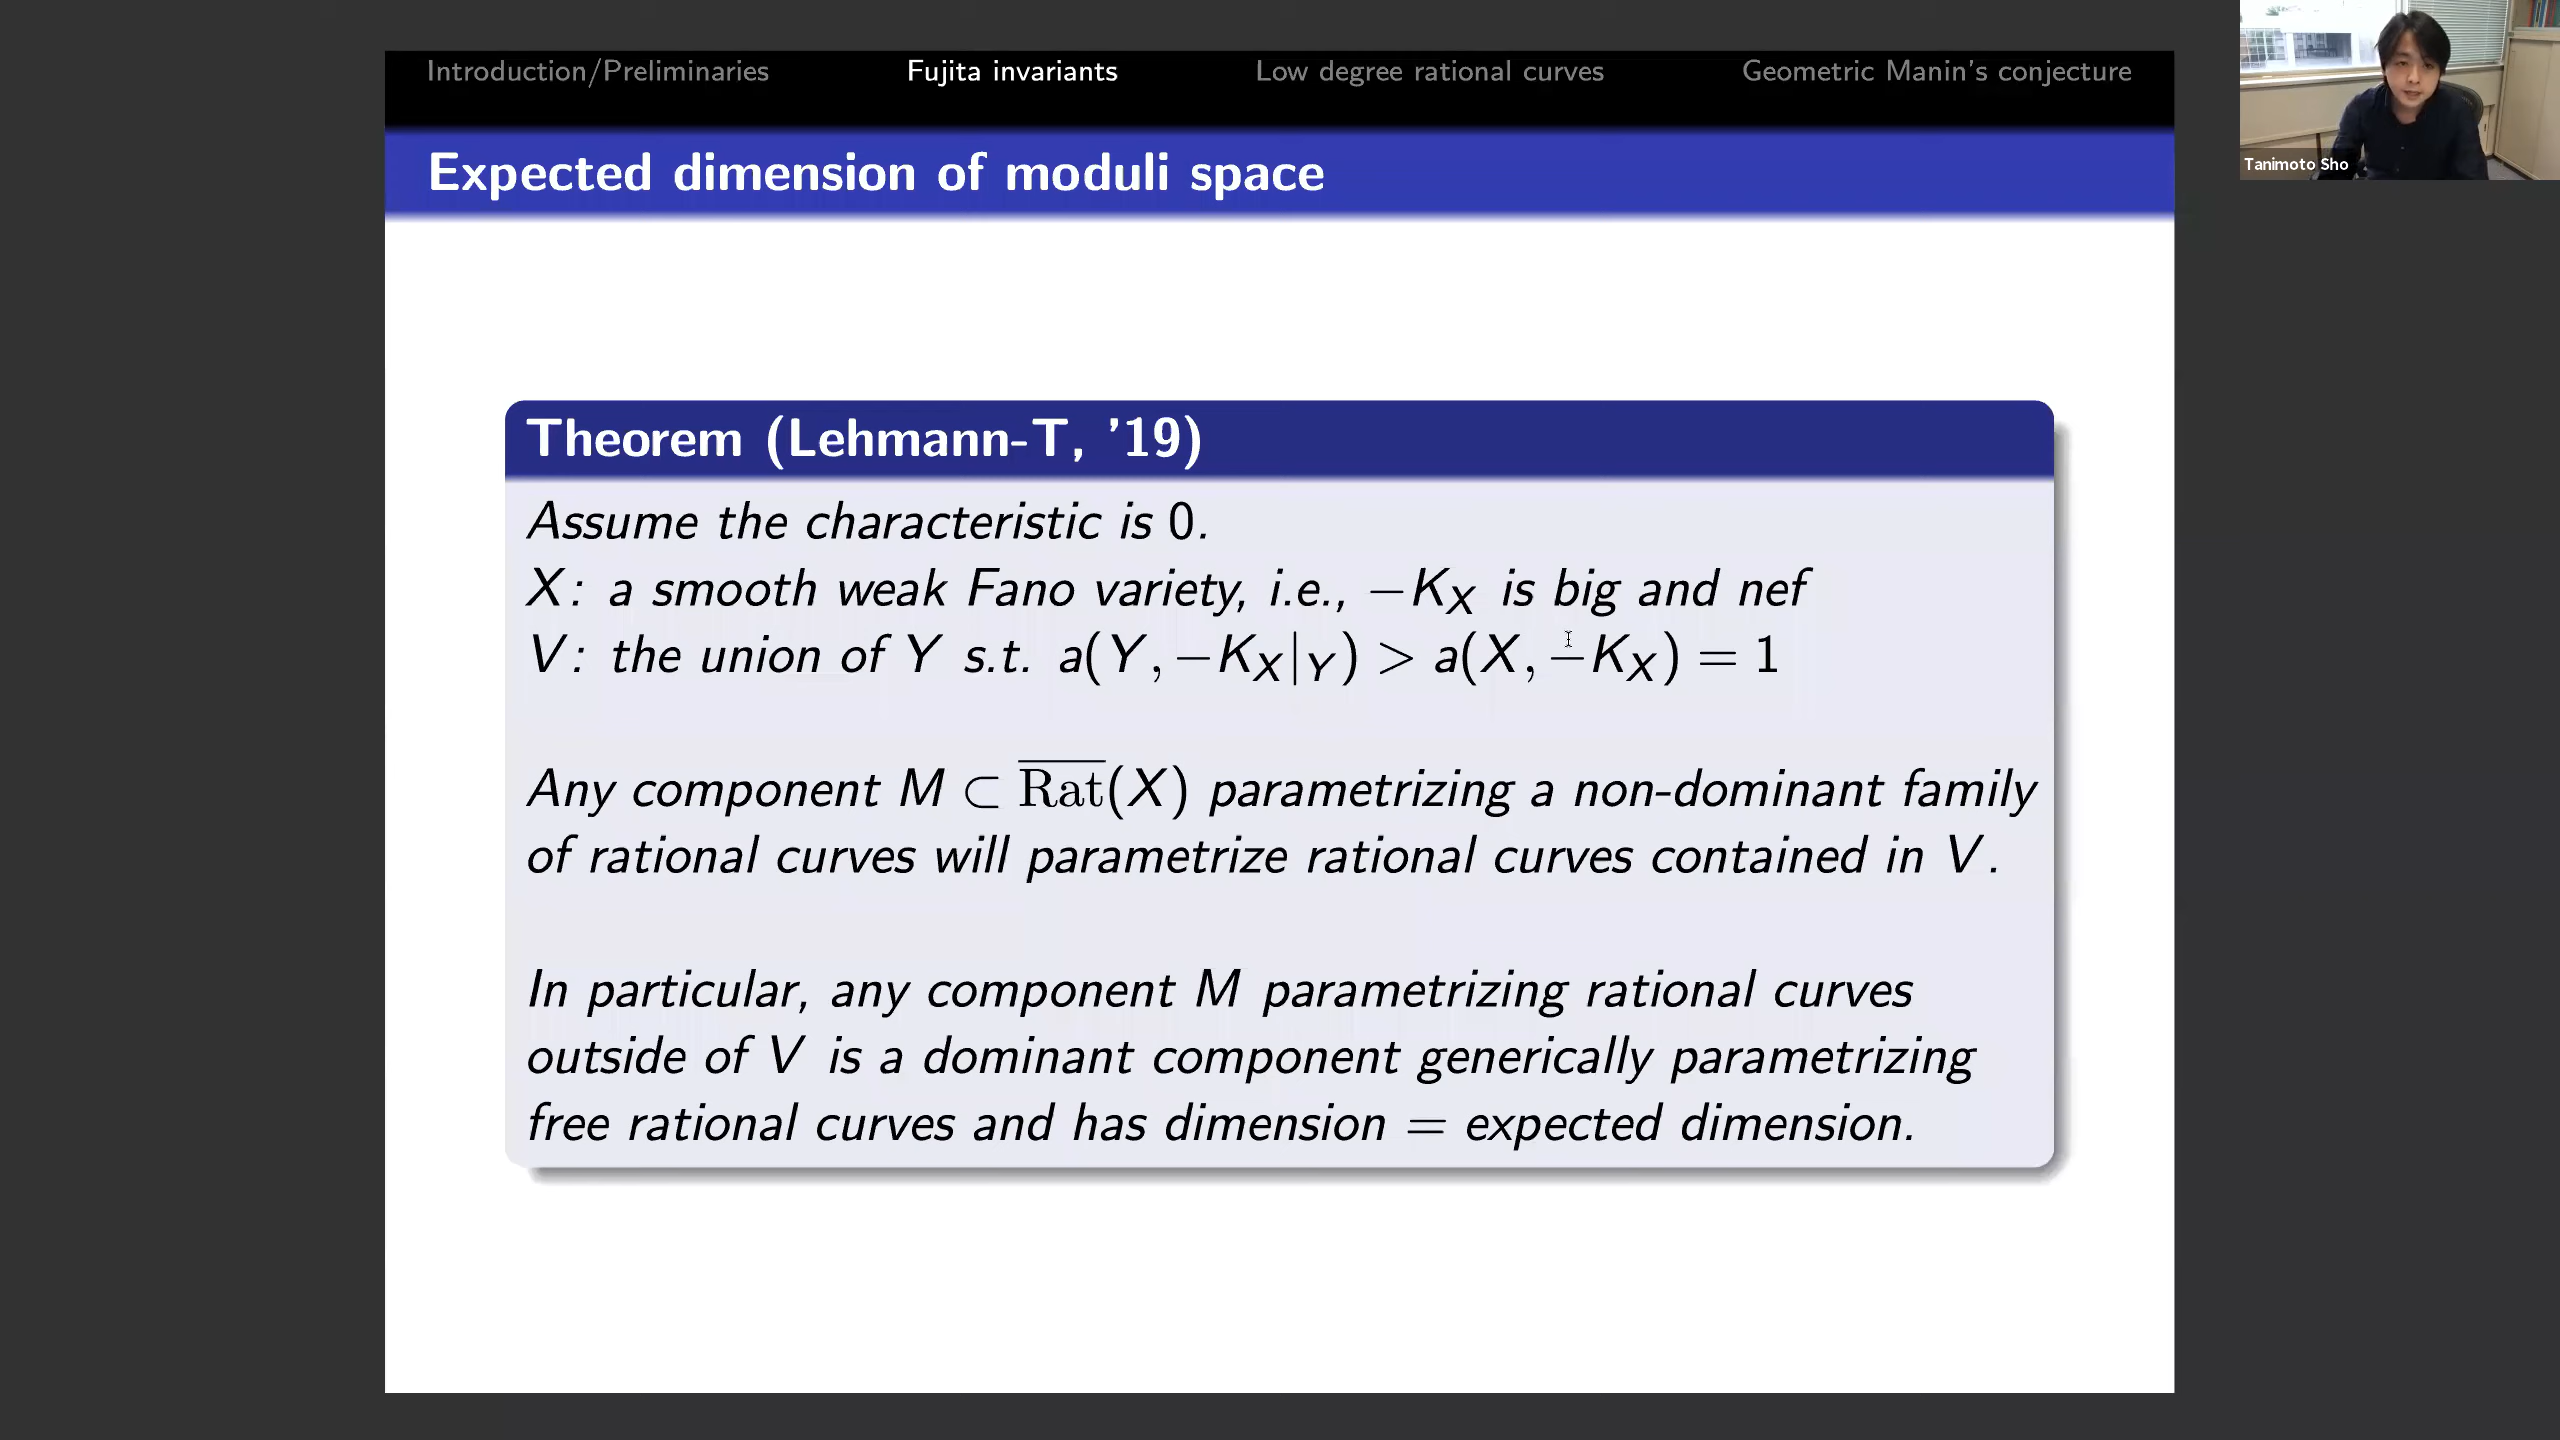 Introduction/Preliminaries Fujita invariants Low degree rational curves Geometric Manin's conjecture
Tanimoto Sho
Expected dimension of moduli space
Theorem (Lehmann-T, '19)
Assume the characteristic is 0.
X: a smooth weak Fano variety, i.e., −K_X is big and nef
V: the union of Y s.t. a(Y, −K_X|_Y) > a(X, −K_X) = 1
Any component M ⊂ \overline{Rat}(X) parametrizing a non-dominant family
of rational curves will parametrize rational curves contained in V.
In particular, any component M parametrizing rational curves
outside of V is a dominant component generically parametrizing
free rational curves and has dimension = expected dimension.